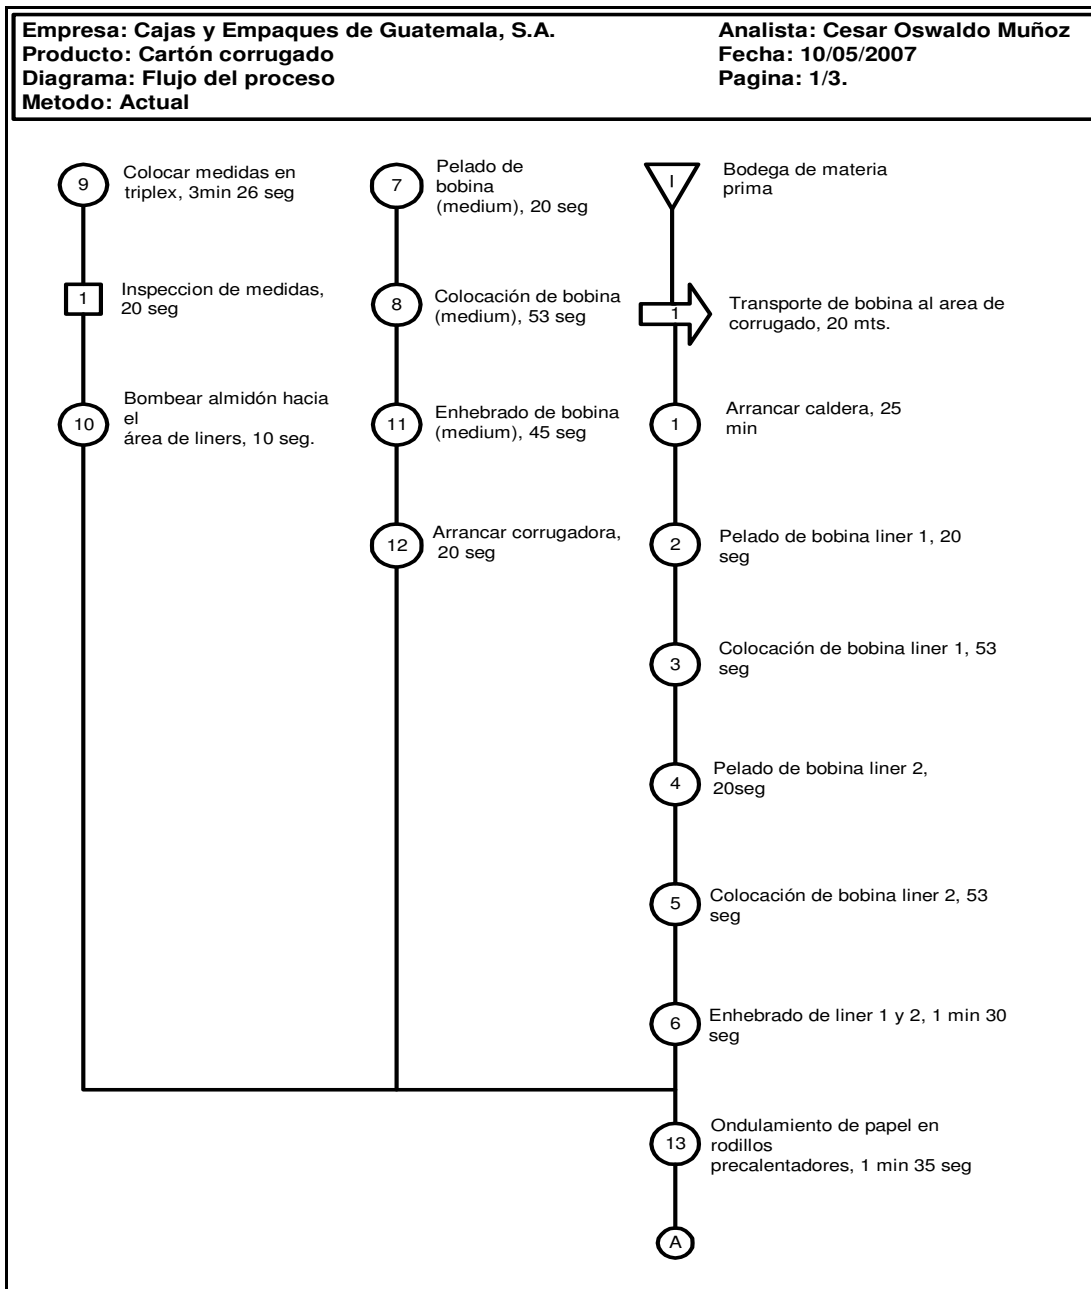 Empresa: Cajas y Empaques de Guatemala, S.A.
Producto: Cartón corrugado
Diagrama: Flujo del proceso
Metodo: Actual
Analista: Cesar Oswaldo Muñoz
Fecha: 10/05/2007
Pagina: 1/3.
9
Colocar medidas en
triplex, 3min 26 seg
1
Inspeccion de medidas,
20 seg
10
Bombear almidón hacia
el
área de liners, 10 seg.
7
Pelado de
bobina
(medium), 20 seg
8
Colocación de bobina
(medium), 53 seg
11
Enhebrado de bobina
(medium), 45 seg
12
Arrancar corrugadora,
20 seg
I
Bodega de materia
prima
1
Transporte de bobina al area de
corrugado, 20 mts.
1
Arrancar caldera, 25
min
2
Pelado de bobina liner 1, 20
seg
3
Colocación de bobina liner 1, 53
seg
4
Pelado de bobina liner 2,
20seg
5
Colocación de bobina liner 2, 53
seg
6
Enhebrado de liner 1 y 2, 1 min 30
seg
13
Ondulamiento de papel en
rodillos
precalentadores, 1 min 35 seg
A